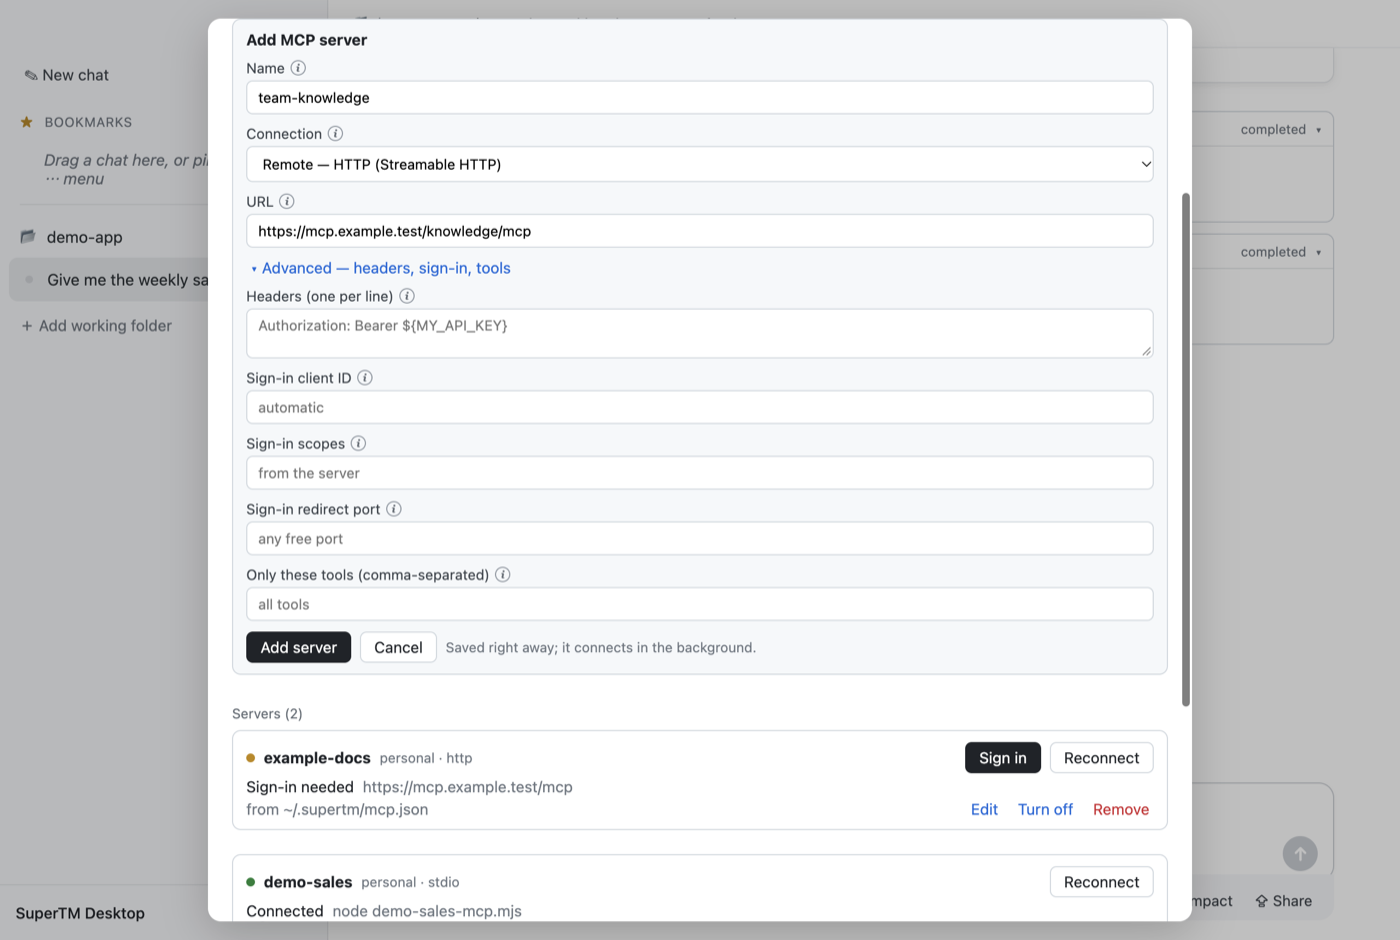 New chat
BOOKMARKS
Drag a chat here, or
··· menu
demo-app
Give me the weekly
+ Add working folder
SuperTM Desktop
Add MCP server
Name
team-knowledge
Connection
Remote — HTTP (Streamable HTTP)
URL
https://mcp.example.test/knowledge/mcp
Advanced — headers, sign-in, tools
Headers (one per line)
Authorization: Bearer ${MY_API_KEY}
Sign-in client ID
automatic
Sign-in scopes
from the server
Sign-in redirect port
any free port
Only these tools (comma-separated)
all tools
Add server Cancel Saved right away; it connects in the background.
Servers (2)
example-docs personal · http Sign in Reconnect
Sign-in needed https://mcp.example.test/mcp
from ~/.supertm/mcp.json Edit Turn off Remove
demo-sales personal · stdio Reconnect
Connected node demo-sales-mcp.mjs
completed
completed
Share